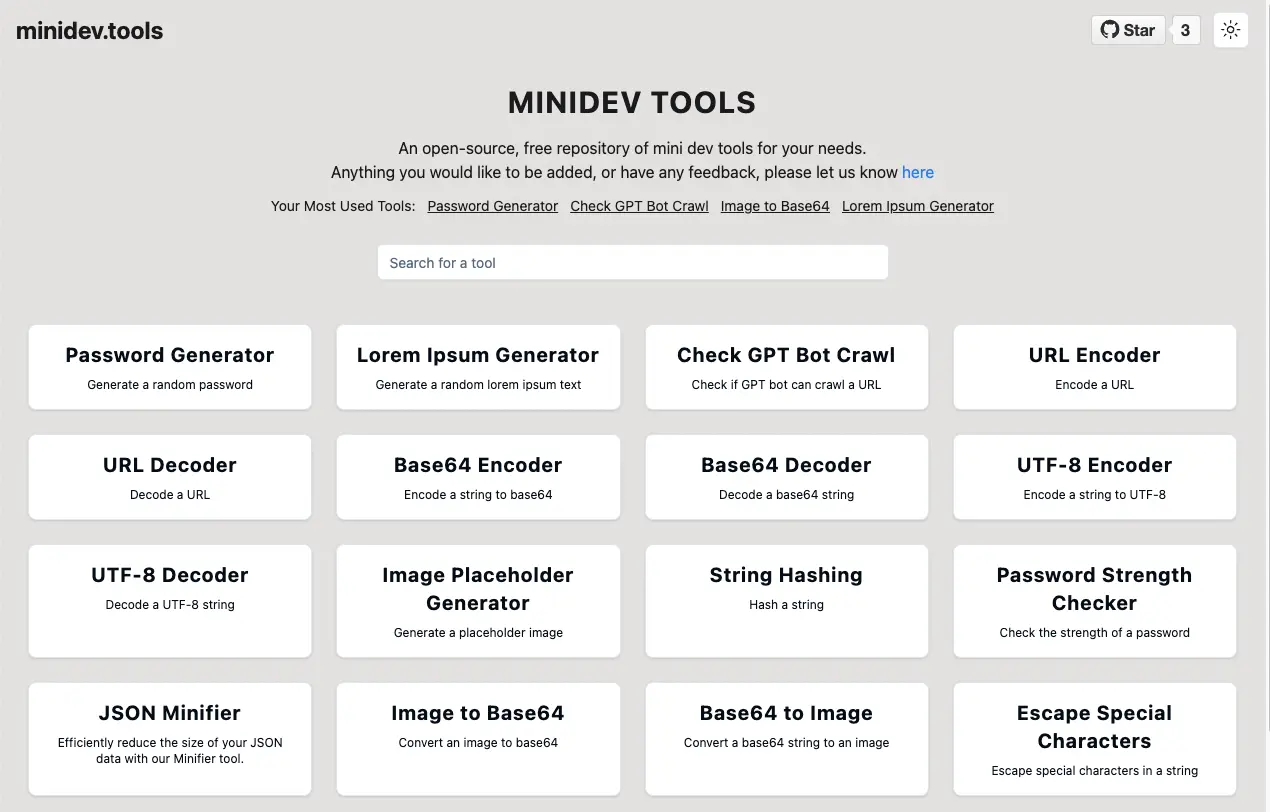 minidev.tools
Star
3
MINIDEV TOOLS
An open-source, free repository of mini dev tools for your needs.
Anything you would like to be added, or have any feedback, please let us know here
Your Most Used Tools: Password Generator Check GPT Bot Crawl Image to Base64 Lorem Ipsum Generator
Search for a tool
Password Generator
Generate a random password
Lorem Ipsum Generator
Generate a random lorem ipsum text
Check GPT Bot Crawl
Check if GPT bot can crawl a URL
URL Encoder
Encode a URL
URL Decoder
Decode a URL
Base64 Encoder
Encode a string to base64
Base64 Decoder
Decode a base64 string
UTF-8 Encoder
Encode a string to UTF-8
UTF-8 Decoder
Decode a UTF-8 string
Image Placeholder
Generator
Generate a placeholder image
String Hashing
Hash a string
Password Strength
Checker
Check the strength of a password
JSON Minifier
Efficiently reduce the size of your JSON
data with our Minifier tool.
Image to Base64
Convert an image to base64
Base64 to Image
Convert a base64 string to an image
Escape Special
Characters
Escape special characters in a string